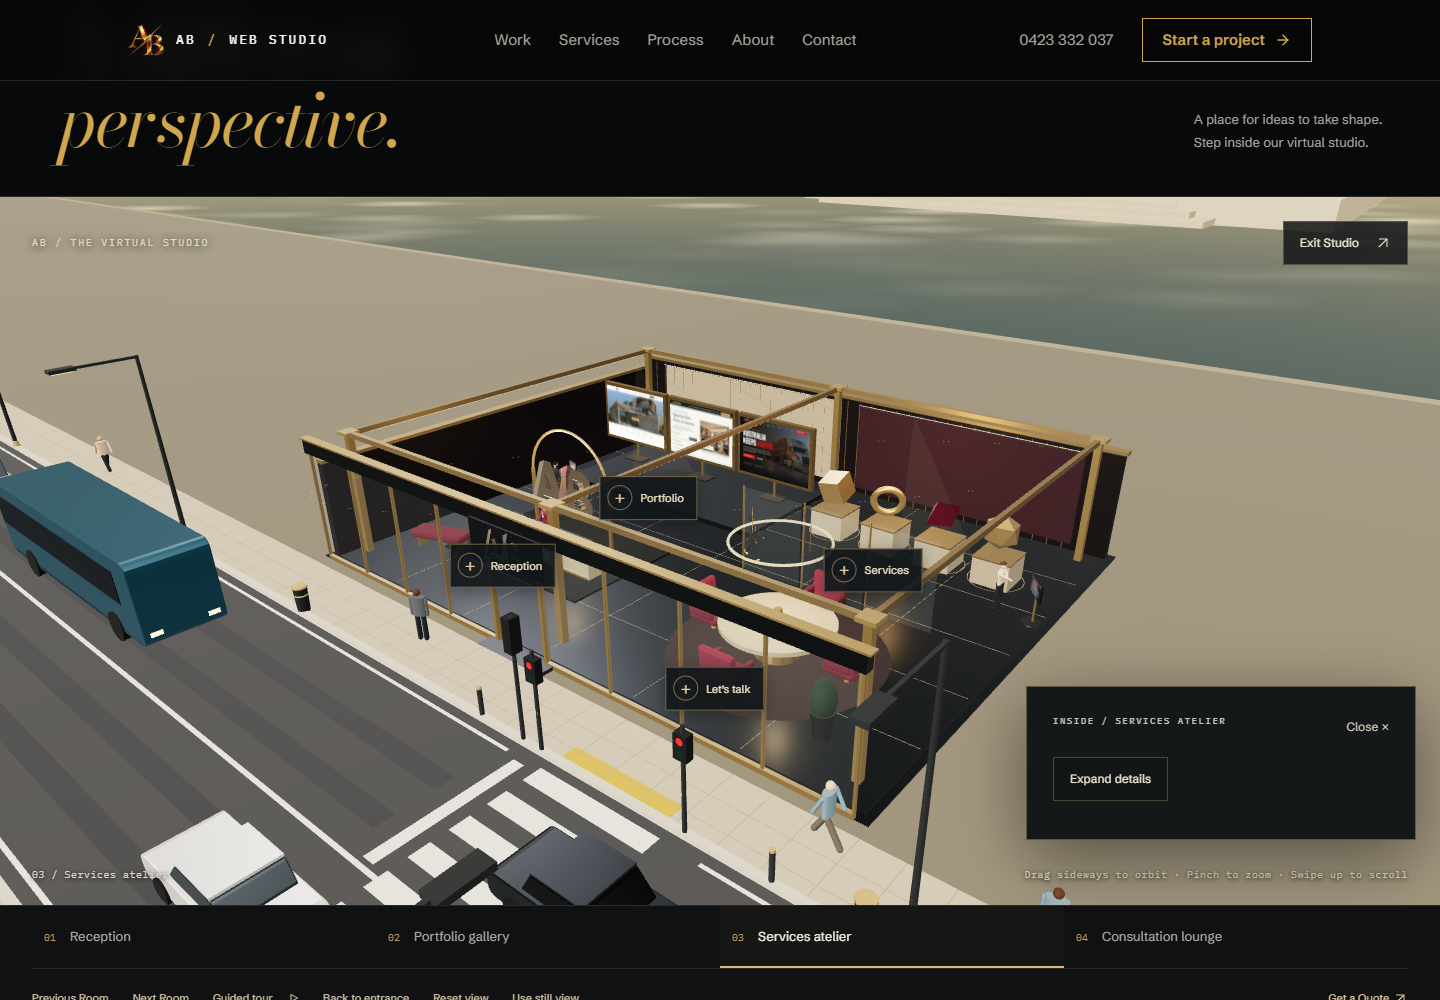 AB / WEB STUDIO
Work
Services
Process
About
Contact
0423 332 037
Start a project
perspective.
A place for ideas to take shape.
Step inside our virtual studio.
AB / THE VIRTUAL STUDIO
Exit Studio
Portfolio
Reception
Services
Let's talk
INSIDE / SERVICES ATELIER
Close ×
Expand details
03 / Services atelier
Drag sideways to orbit · Pinch to zoom · Swipe up to scroll
01 Reception
02 Portfolio gallery
03 Services atelier
04 Consultation lounge
Previous Room
Next Room
Guided tour
Back to entrance
Reset view
Use still view
Get a Quote